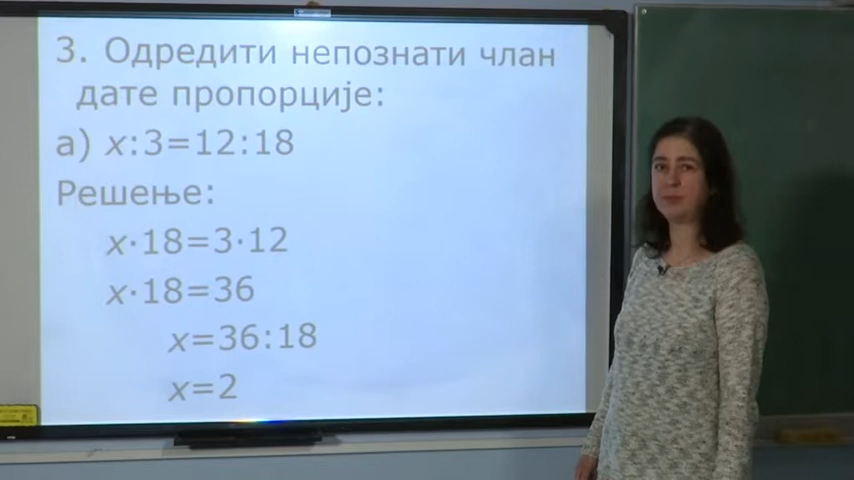 3. Одредити непознати члан
дате пропорције:
а) x:3=12:18
Решење:
x·18=3·12
x·18=36
x=36:18
x=2